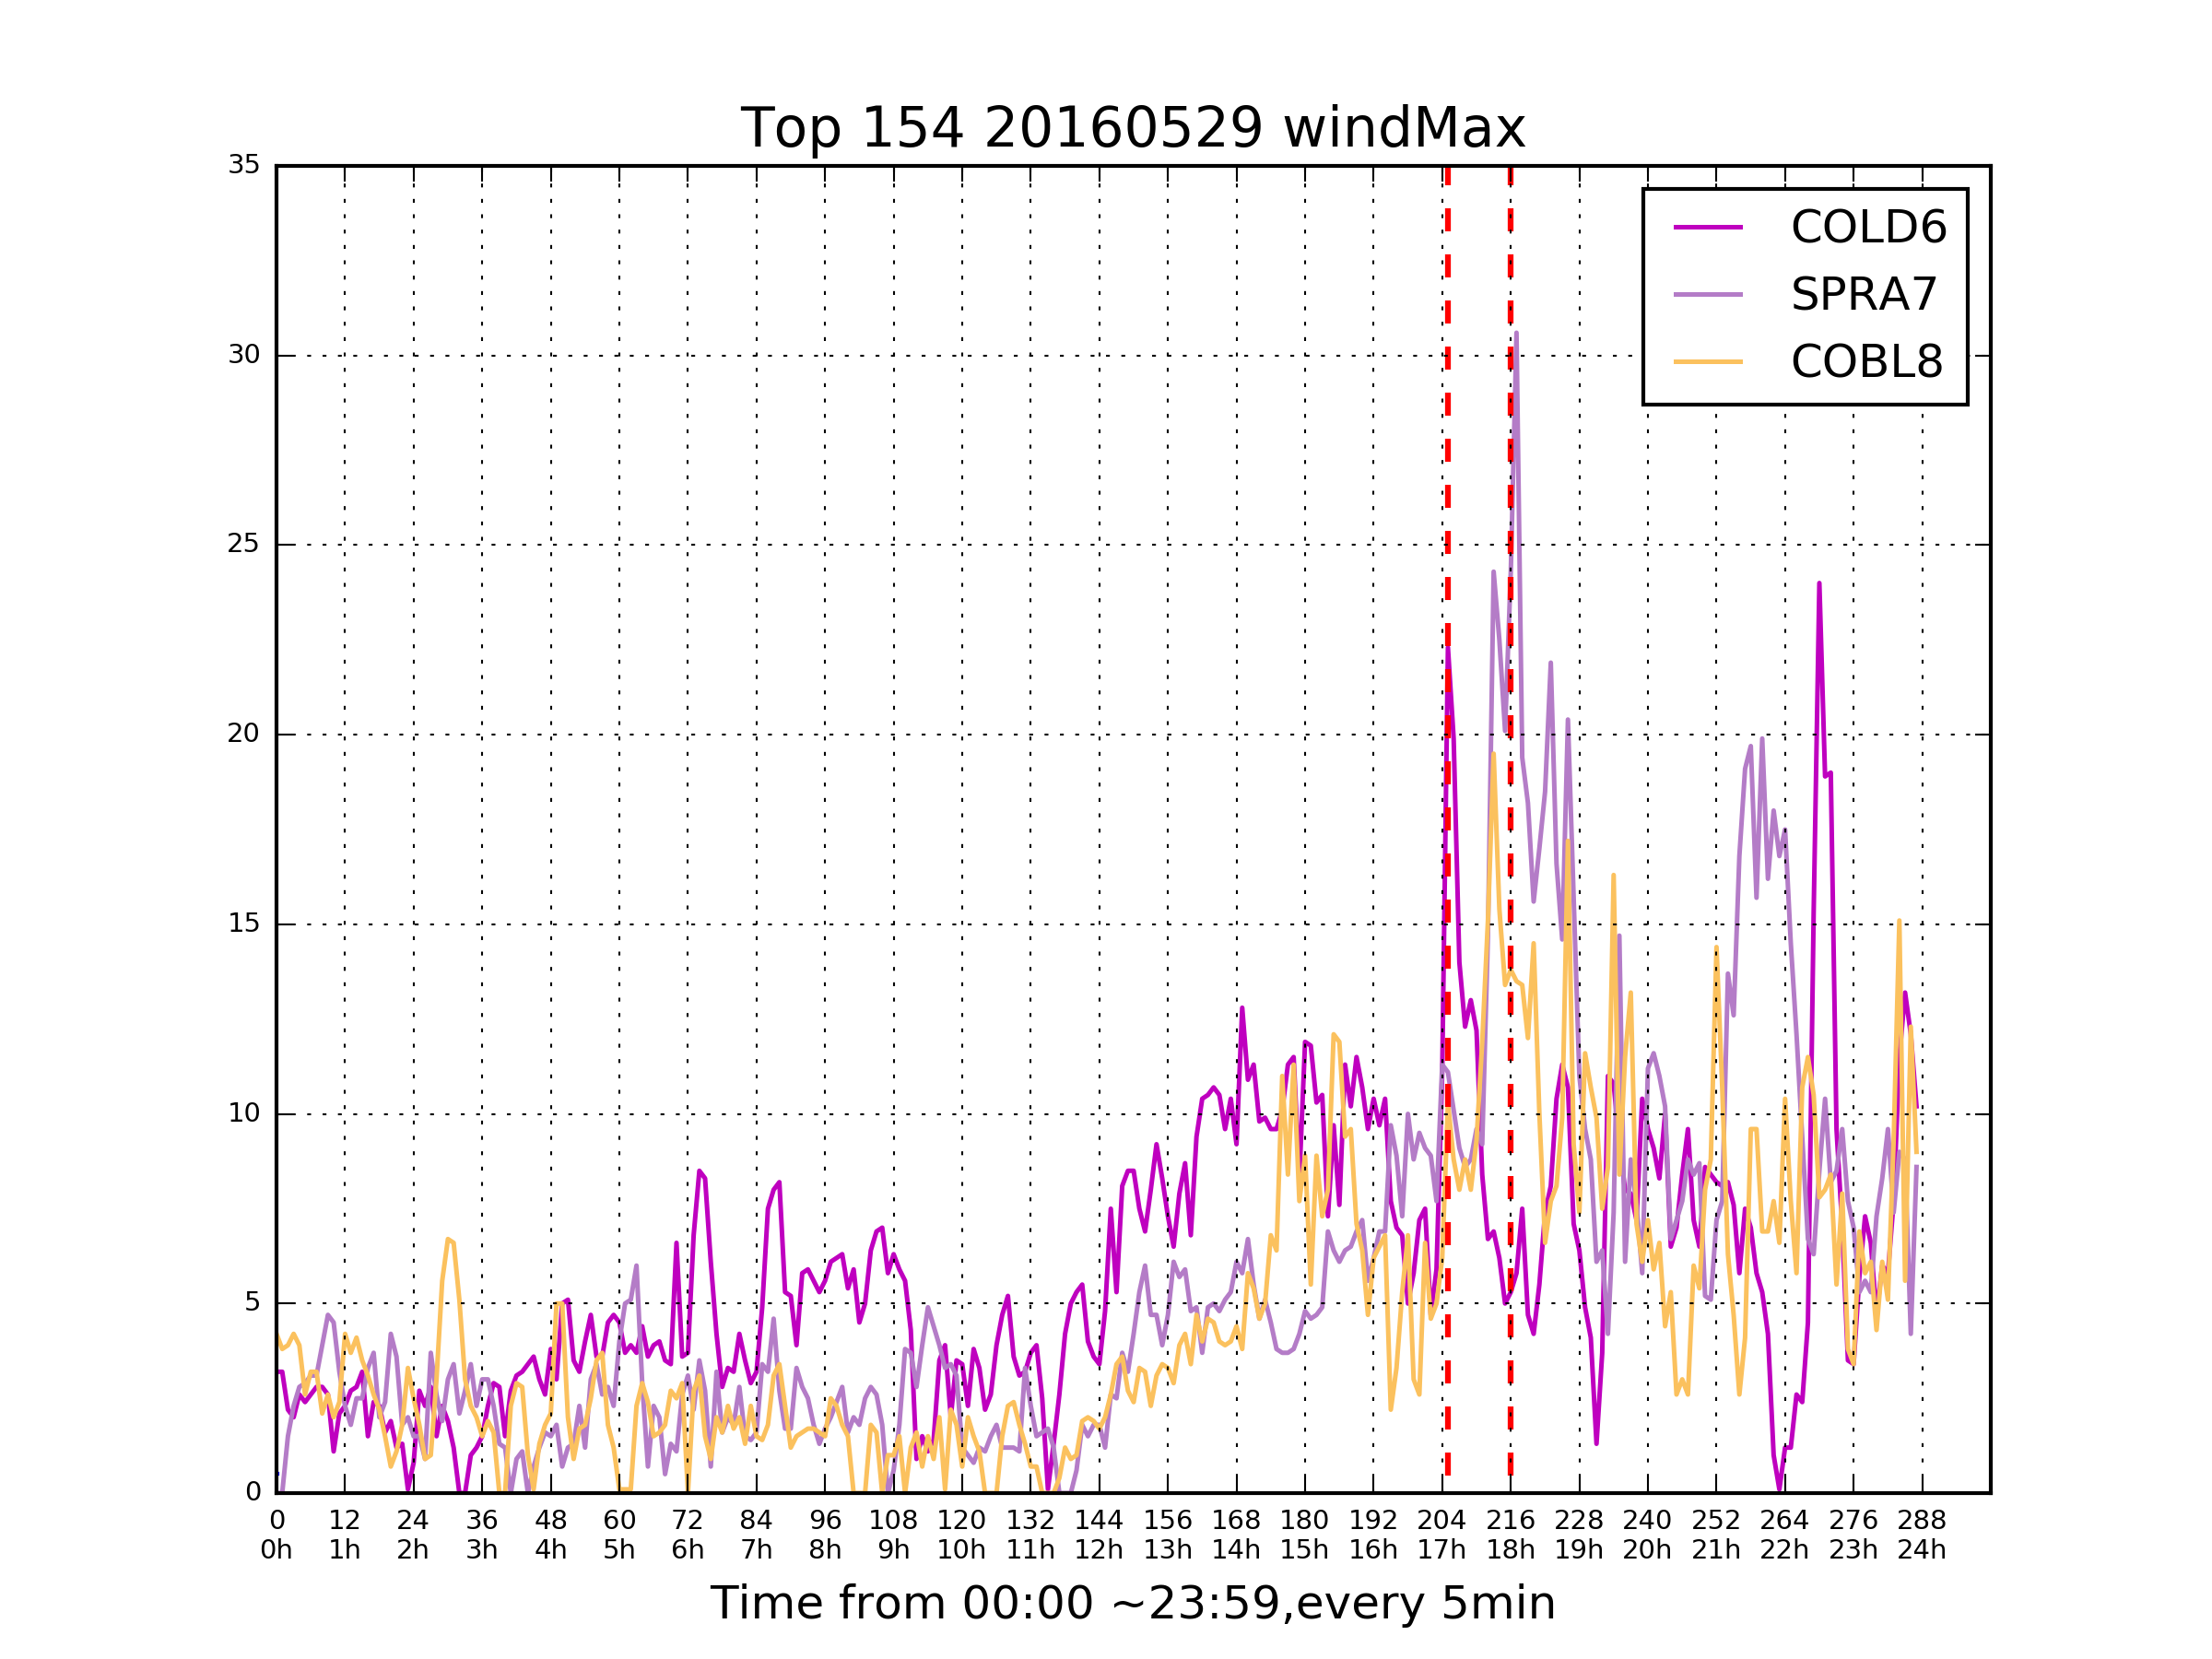 Top 154 20160529 windMax
35
30
25
20
15
10
5
0
COLD6
SPRA7
COBL8
0 12 24 36 48 60 72 84 96 108 120 132 144 156 168 180 192 204 216 228 240 252 264 276 288
0h 1h 2h 3h 4h 5h 6h 7h 8h 9h 10h 11h 12h 13h 14h 15h 16h 17h 18h 19h 20h 21h 22h 23h 24h
Time from 00:00 ~23:59,every 5min